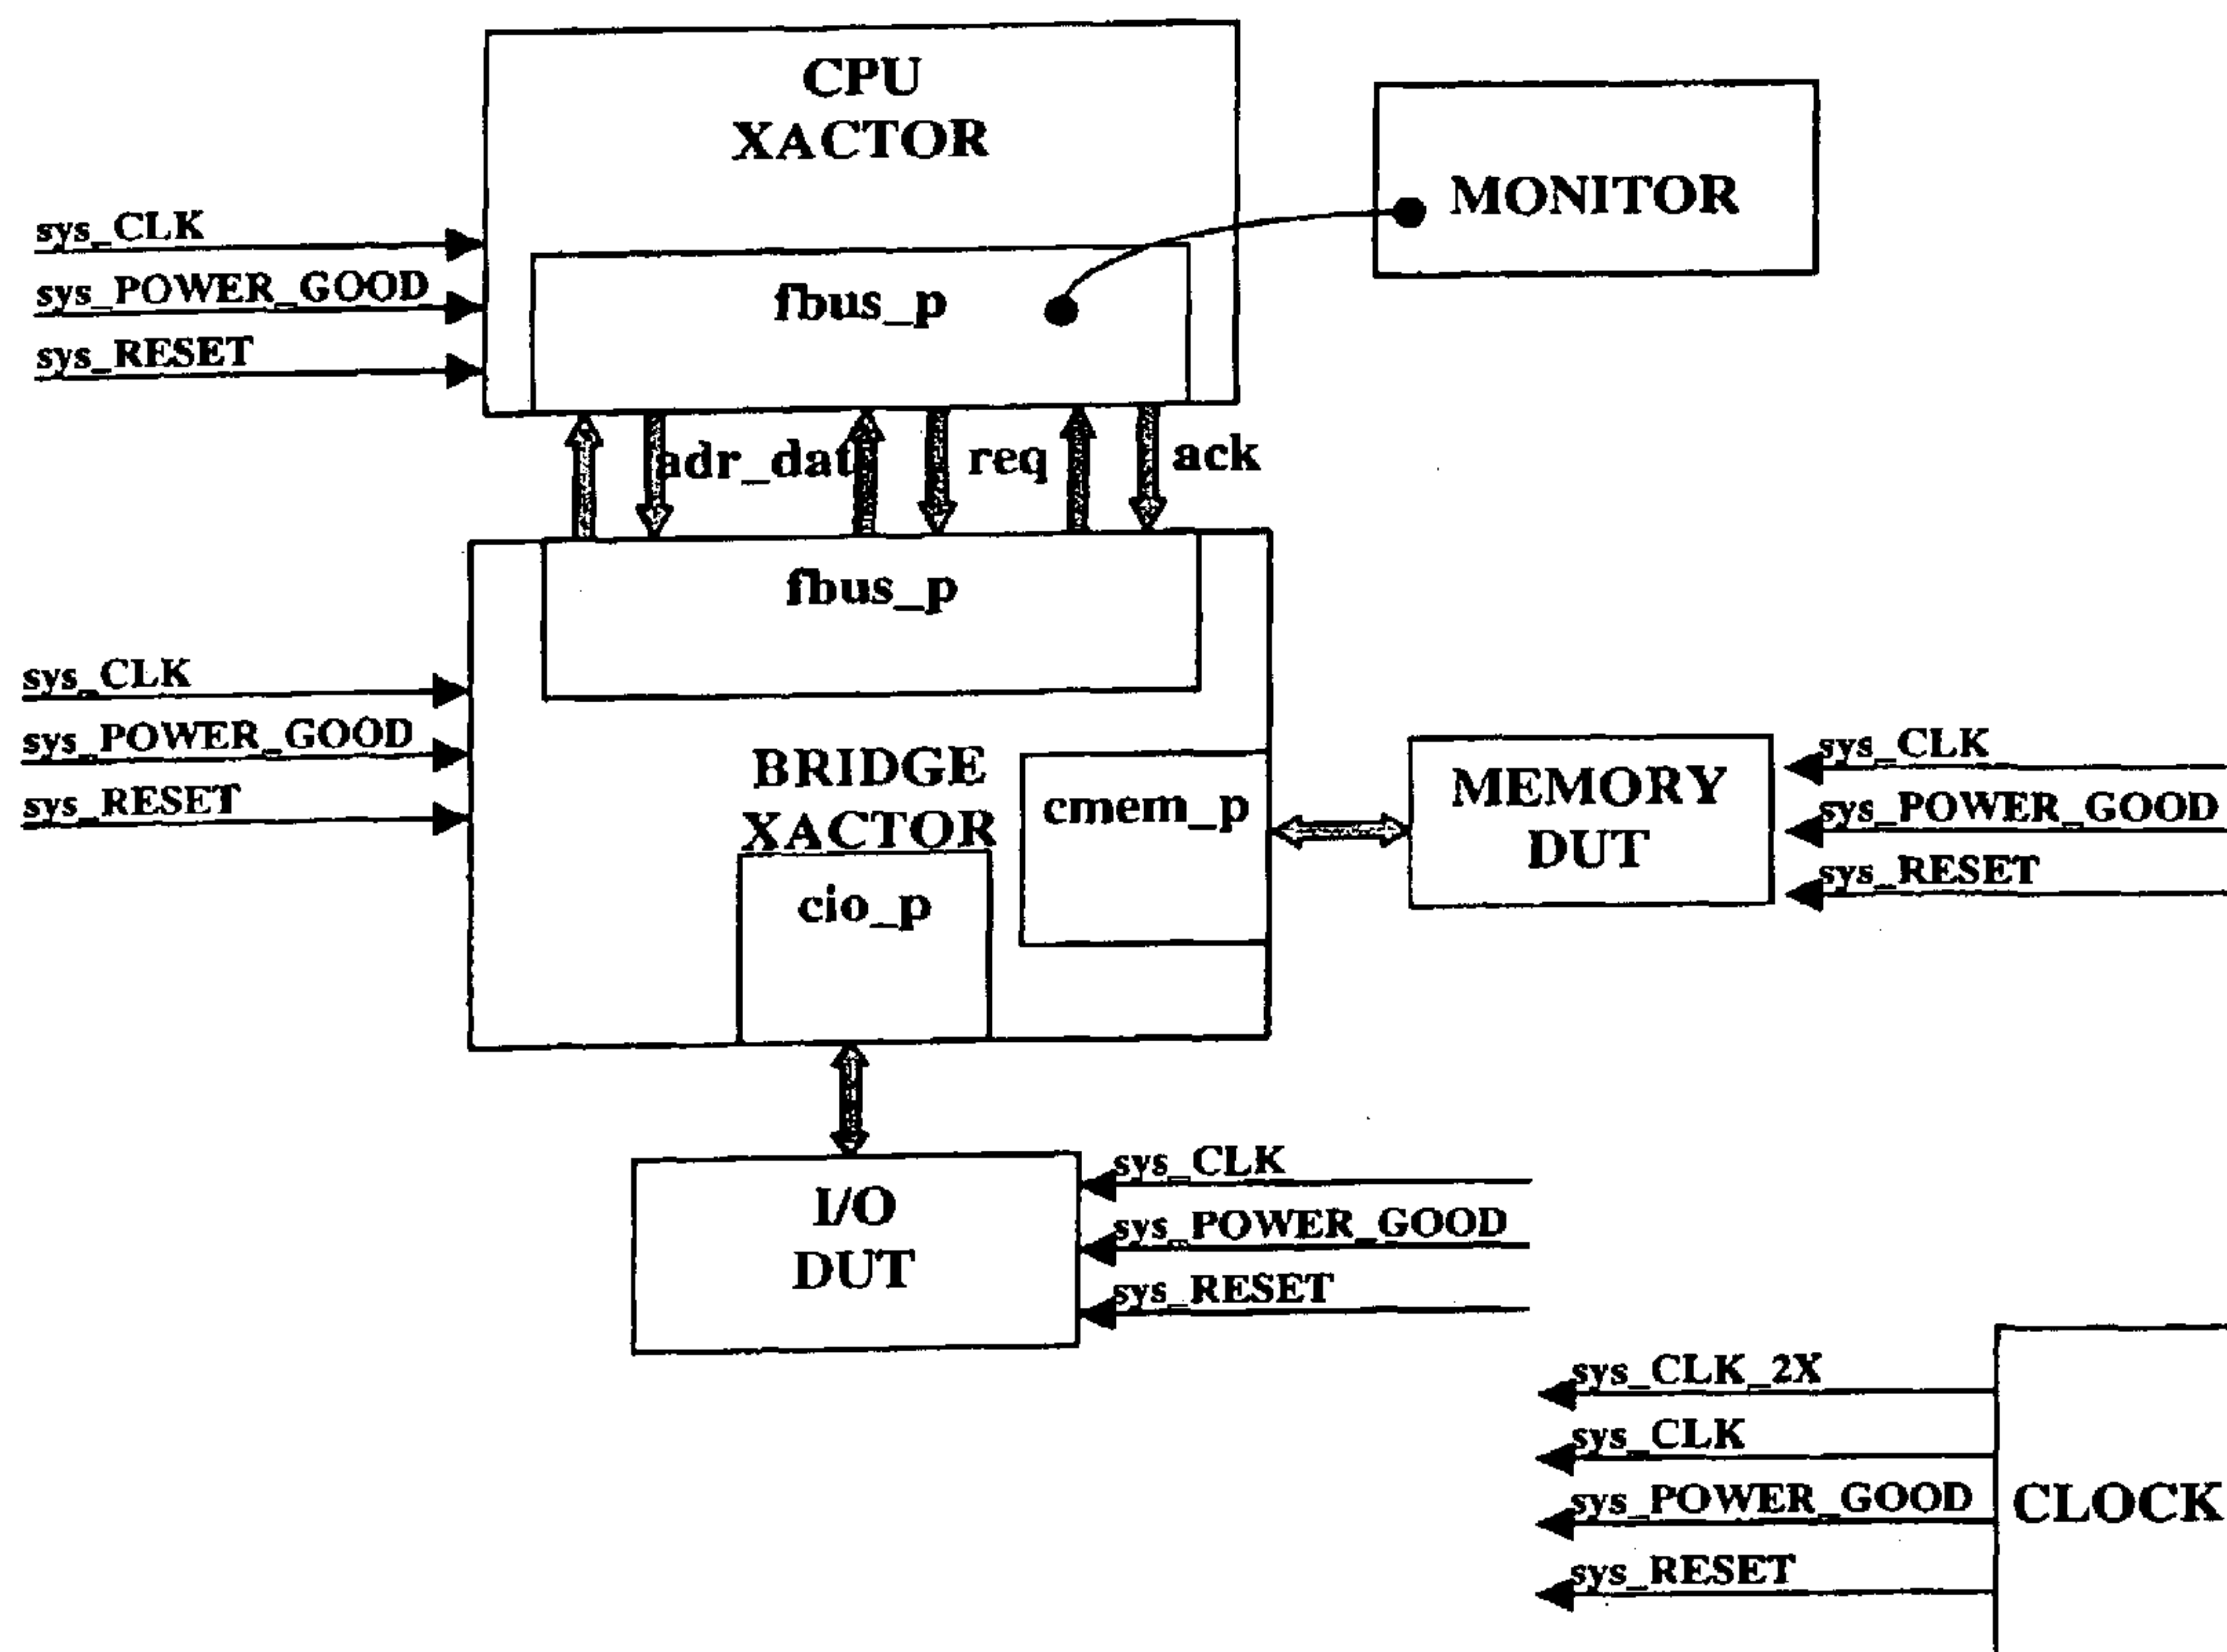 CPU
XACTOR
MONITOR
sys_CLK
sys_POWER_GOOD
sys_RESET
fbus_p
adr_data
req
ack
fbus_p
sys_CLK
sys_POWER_GOOD
sys_RESET
BRIDGE
XACTOR
cmem_p
cio_p
MEMORY
DUT
sys_CLK
sys_POWER_GOOD
sys_RESET
I/O
DUT
sys_CLK
sys_POWER_GOOD
sys_RESET
sys_CLK_2X
sys_CLK
sys_POWER_GOOD
sys_RESET
CLOCK